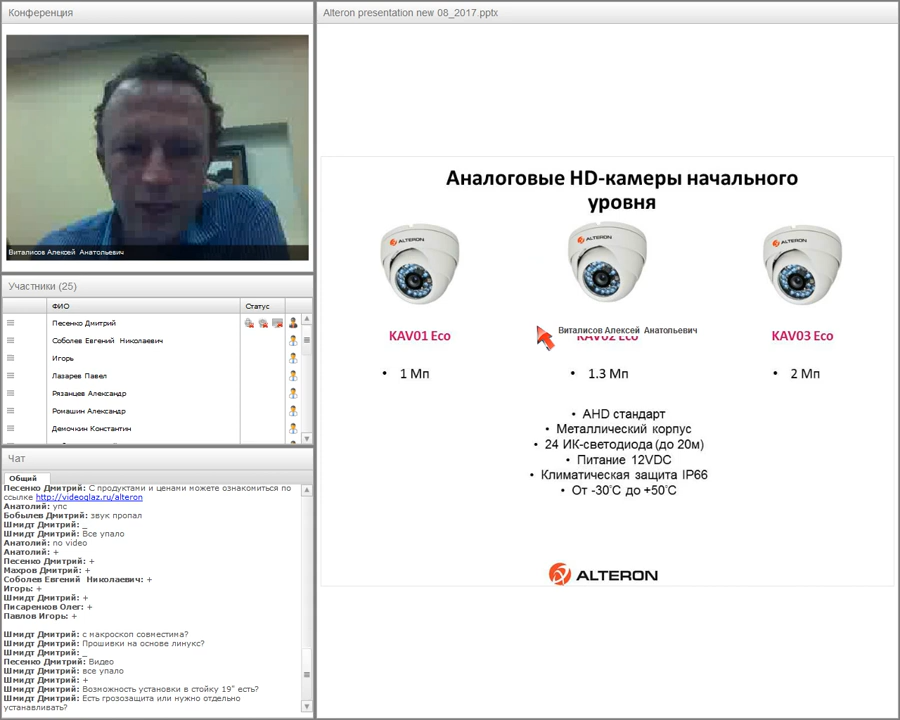 Конференция
Виталисов Алексей Анатольевич
Участники (25)
ФИО
Статус
Песенко Дмитрий
Соболев Евгений Николаевич
Игорь
Лазарев Павел
Рязанцев Александр
Ромашин Александр
Демочкин Константин
Чат
Общий
Песенко Дмитрий: С продуктами и ценами можете ознакомиться по
ссылке http://videoglaz.ru/alteron
Анатолий: упс
Бобылев Дмитрий: звук пропал
Шмидт Дмитрий: _
Шмидт Дмитрий: Все упало
Анатолий: no video
Анатолий: +
Песенко Дмитрий: +
Махров Дмитрий: +
Соболев Евгений Николаевич: +
Игорь: +
Шмидт Дмитрий: +
Писаренков Олег: +
Павлов Игорь: +
Шмидт Дмитрий: с макроскоп совместима?
Шмидт Дмитрий: Прошивки на основе линукс?
Шмидт Дмитрий: _
Песенко Дмитрий: Видео
Шмидт Дмитрий: все упало
Шмидт Дмитрий: +
Шмидт Дмитрий: Возможность установки в стойку 19" есть?
Шмидт Дмитрий: Есть грозозащита или нужно отдельно
устанавливать?
Alteron presentation new 08_2017.pptx
Аналоговые HD-камеры начального
уровня
ALTERON
ALTERON
ALTERON
Виталисов Алексей Анатольевич
KAV01 Eco
KAV02 Eco
KAV03 Eco
• 1 Мп
• 1.3 Мп
• 2 Мп
• AHD стандарт
• Металлический корпус
• 24 ИК-светодиода (до 20м)
• Питание 12VDC
• Климатическая защита IP66
• От -30˚С до +50˚С
ALTERON